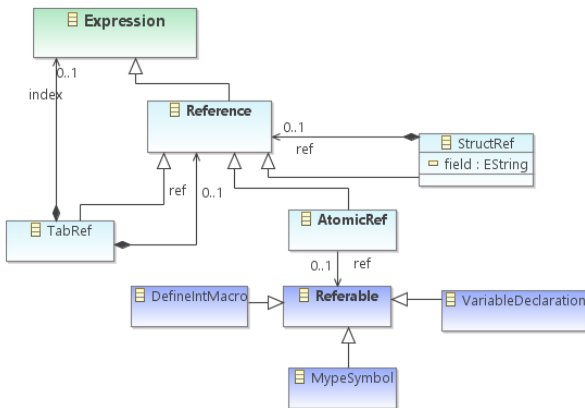 Expression
0..1
index
Reference
0..1
ref
StructRef
field : EString
ref
0..1
TabRef
AtomicRef
0..1
ref
DefineIntMacro
Referable
VariableDeclaration
MypeSymbol